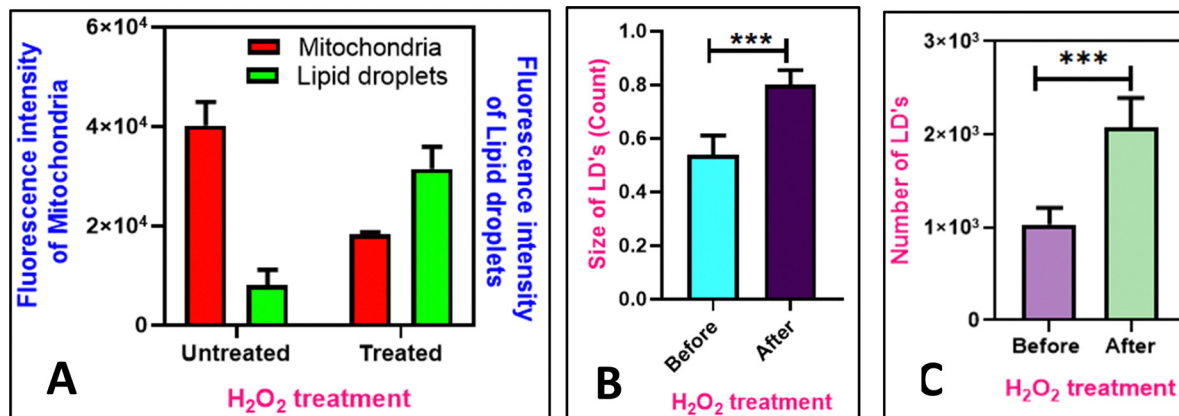 Fluorescence intensity
of Mitochondria
6×10⁴
4×10⁴
2×10⁴
0
Mitochondria
Lipid droplets
Fluorescence intensity
of Lipid droplets
Untreated
Treated
H₂O₂ treatment
A
Size of LD's (Count)
1.0
0.8
0.6
0.4
0.2
0.0
***
Before
After
H₂O₂ treatment
B
Number of LD's
3×10³
2×10³
1×10³
0
***
Before
After
H₂O₂ treatment
C